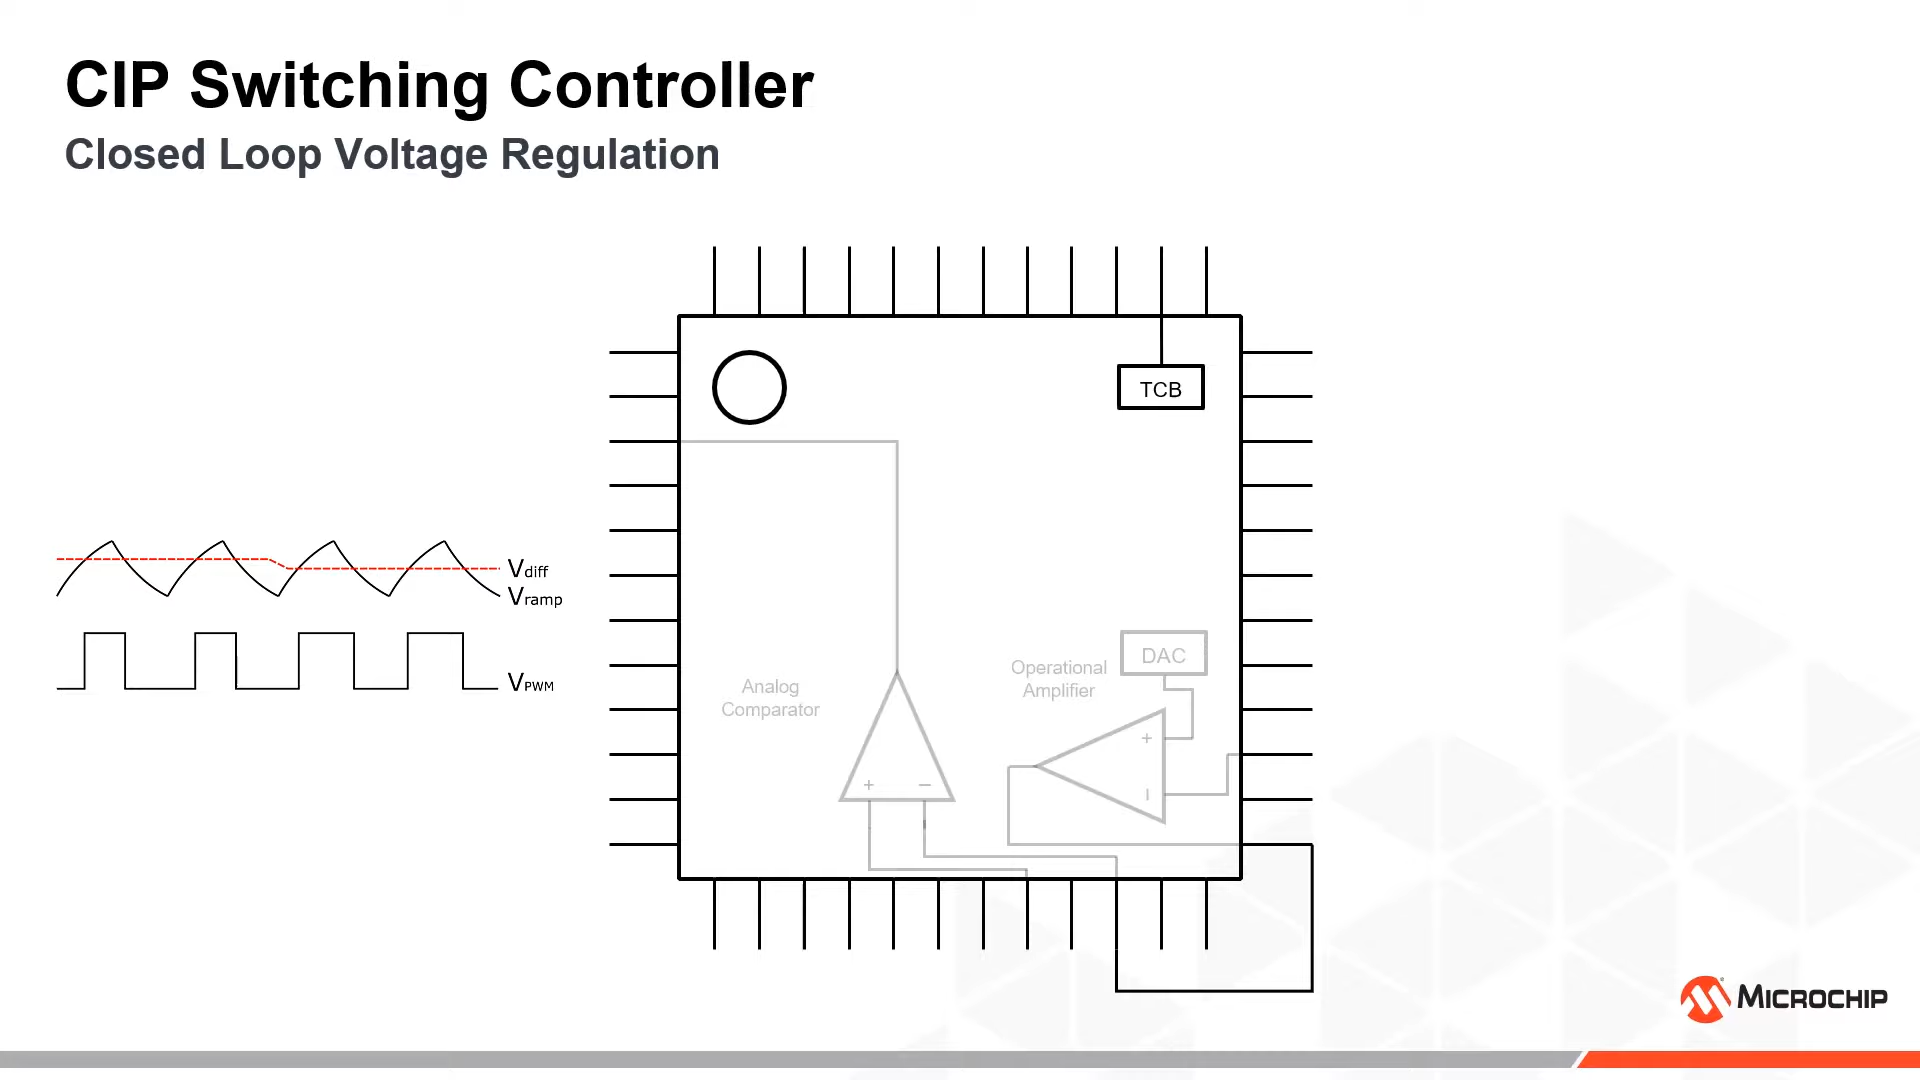 CIP Switching Controller
Closed Loop Voltage Regulation
TCB
Vdiff
Vramp
VPWM
Analog
Comparator
+ −
Operational
Amplifier
DAC
+
−
MICROCHIP